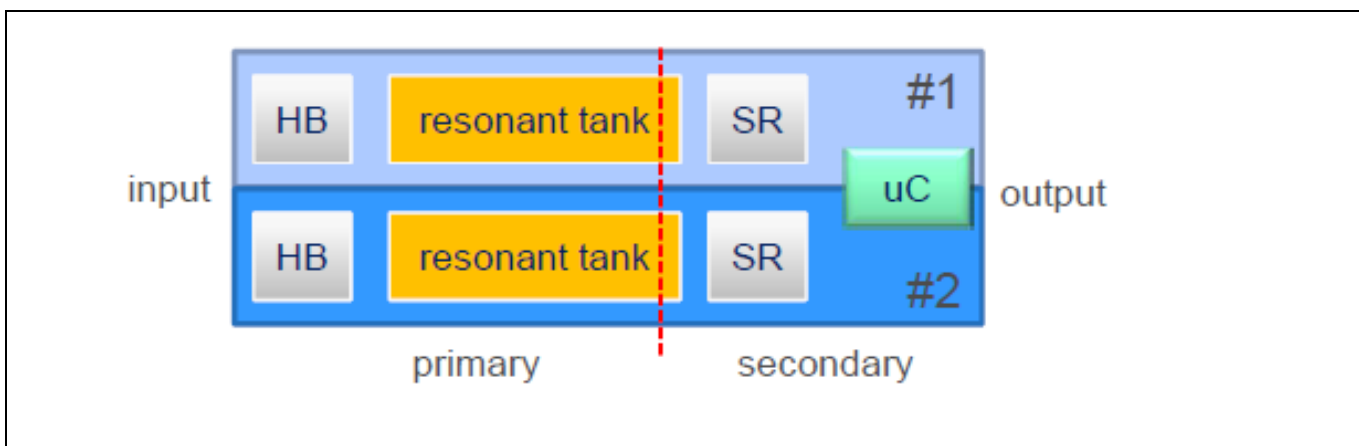 HB resonant tank SR #1
input uC output
HB resonant tank SR #2
primary secondary